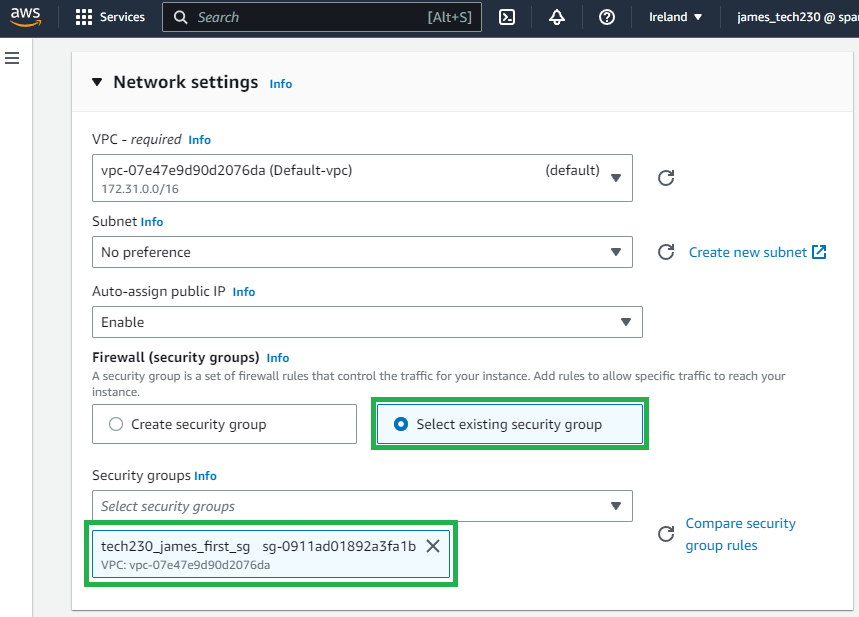 aws Services Search [Alt+S] Ireland james_tech230 @ spar
Network settings Info
VPC - required Info
vpc-07e47e9d90d2076da (Default-vpc) (default)
172.31.0.0/16
Subnet Info
No preference
Create new subnet
Auto-assign public IP Info
Enable
Firewall (security groups) Info
A security group is a set of firewall rules that control the traffic for your instance. Add rules to allow specific traffic to reach your
instance.
Create security group
Select existing security group
Security groups Info
Select security groups
tech230_james_first_sg sg-0911ad01892a3fa1b
VPC: vpc-07e47e9d90d2076da
Compare security
group rules